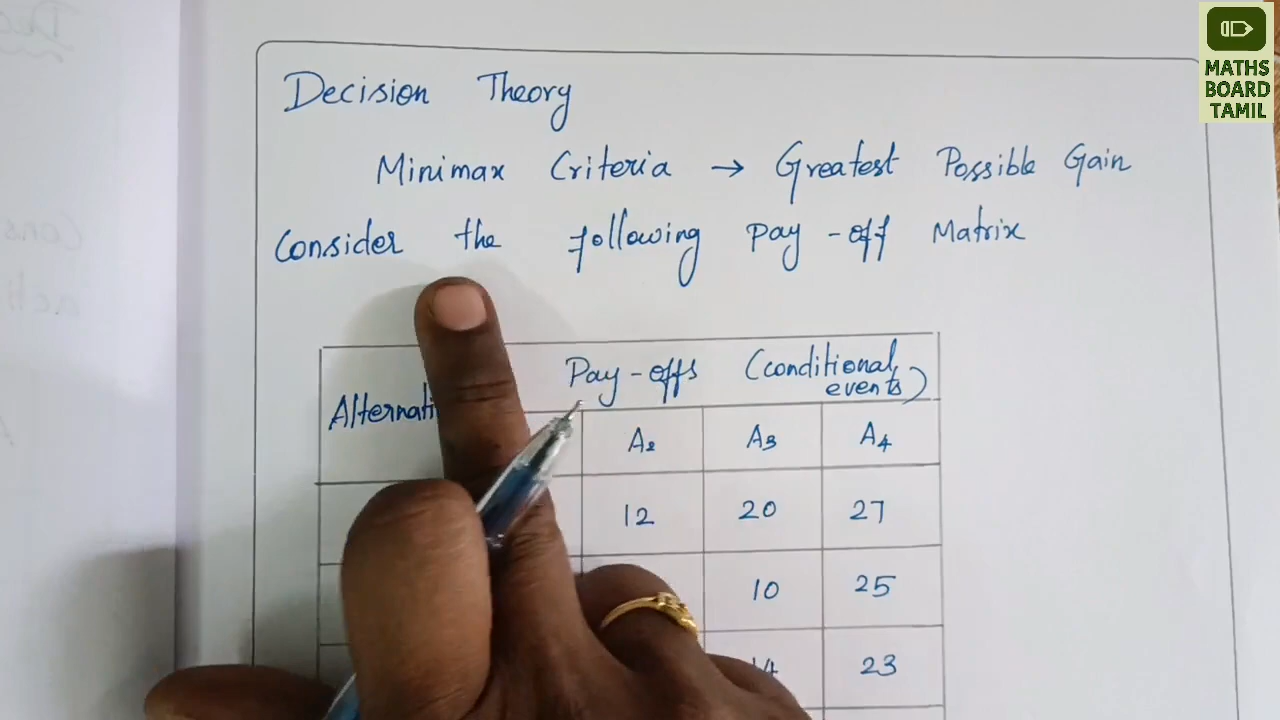 MATHS
BOARD
TAMIL
Decision Theory
Minimax Criteria → Greatest Possible Gain
Consider the following Pay-off Matrix
Pay-offs (conditional events)
A2 A3 A4
12 20 27
10 25
23